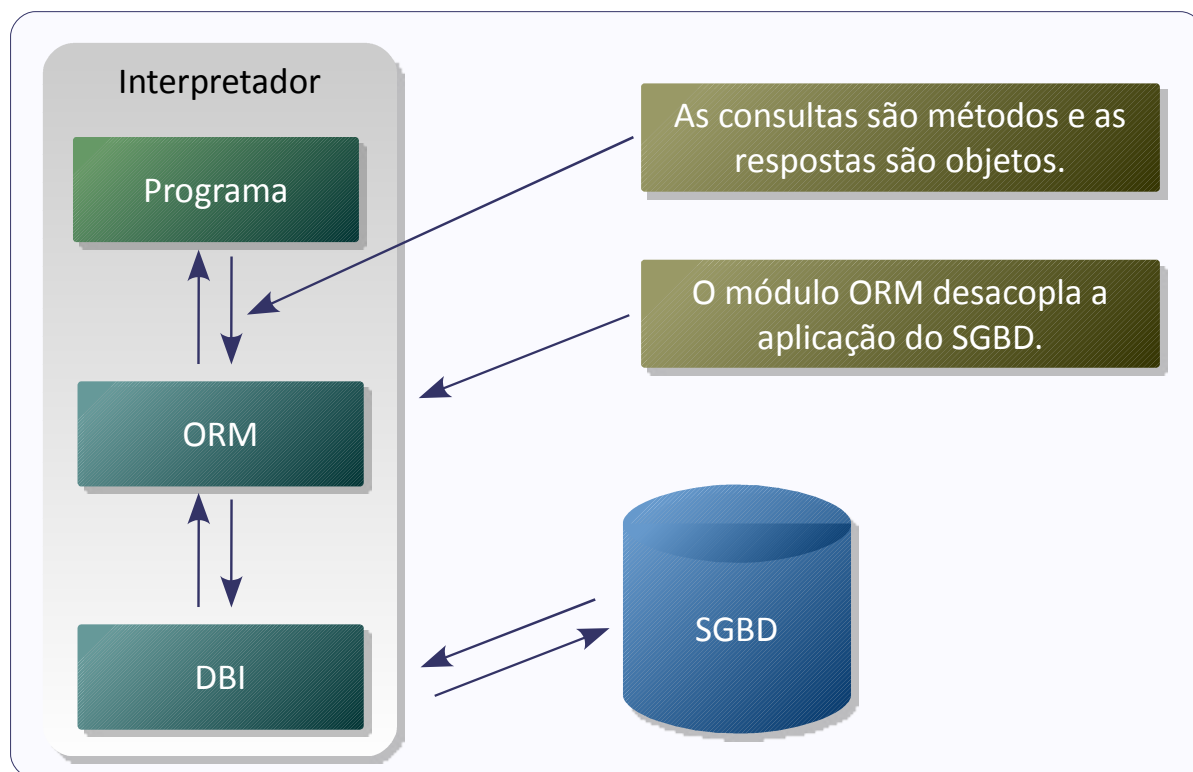 Interpretador
Programa
ORM
DBI
As consultas são métodos e as
respostas são objetos.
O módulo ORM desacopla a
aplicação do SGBD.
SGBD